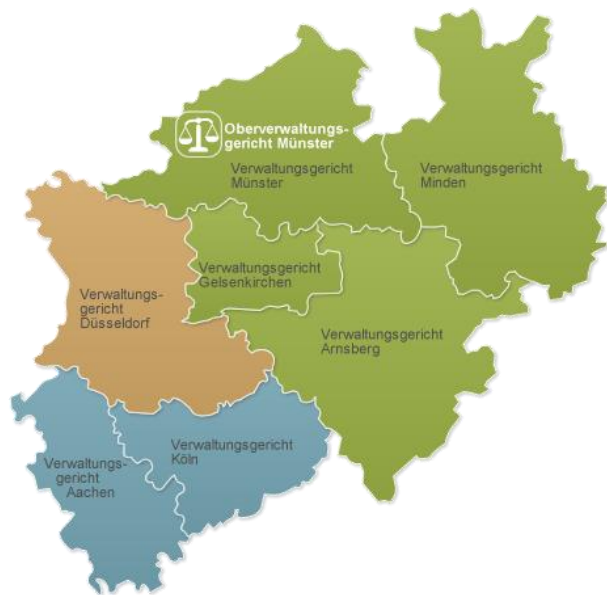 Oberverwaltungs-
gericht Münster
Verwaltungsgericht
Münster
Verwaltungsgericht
Minden
Verwaltungsgericht
Gelsenkirchen
Verwaltungs-
gericht
Düsseldorf
Verwaltungsgericht
Arnsberg
Verwaltungsgericht
Köln
Verwaltungs-
gericht
Aachen